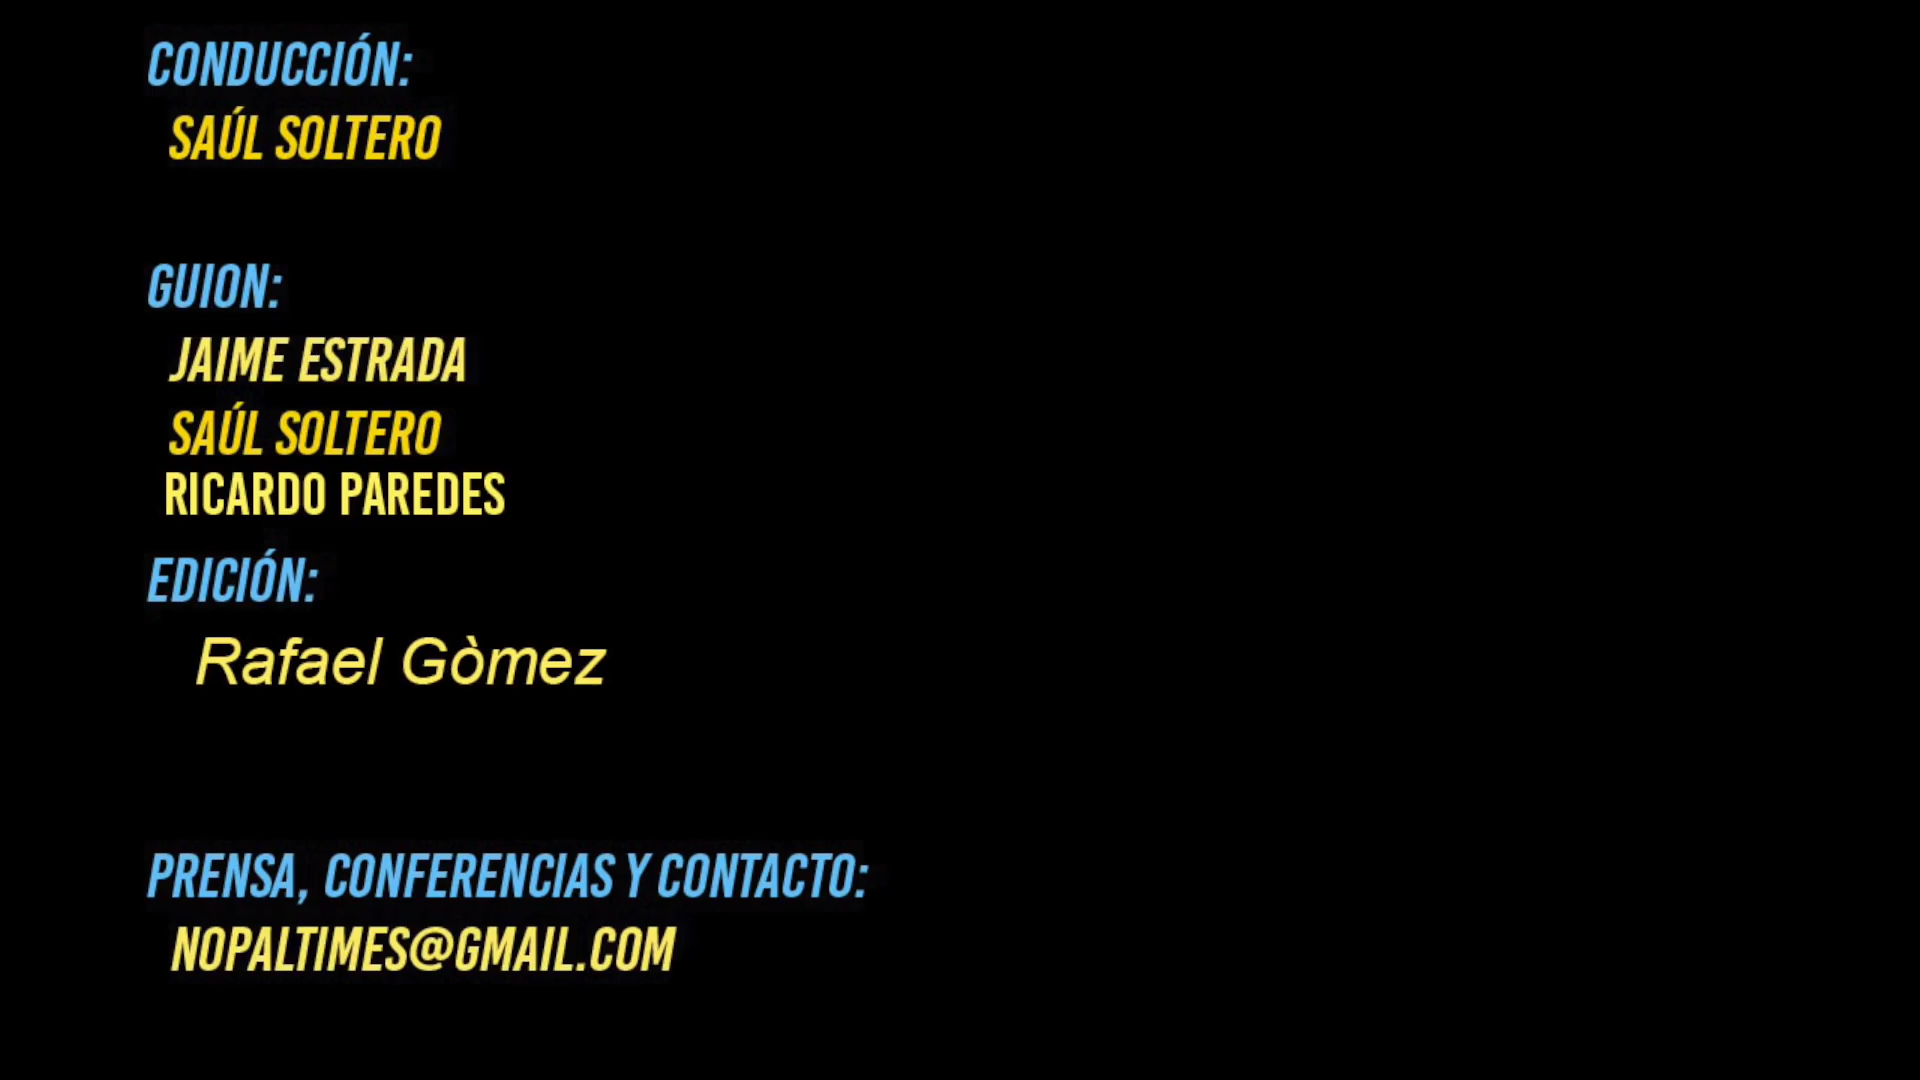 CONDUCCIÓN:
SAÚL SOLTERO
GUION:
JAIME ESTRADA
SAÚL SOLTERO
RICARDO PAREDES
EDICIÓN:
Rafael Gòmez
PRENSA, CONFERENCIAS Y CONTACTO:
NOPALTIMES@GMAIL.COM